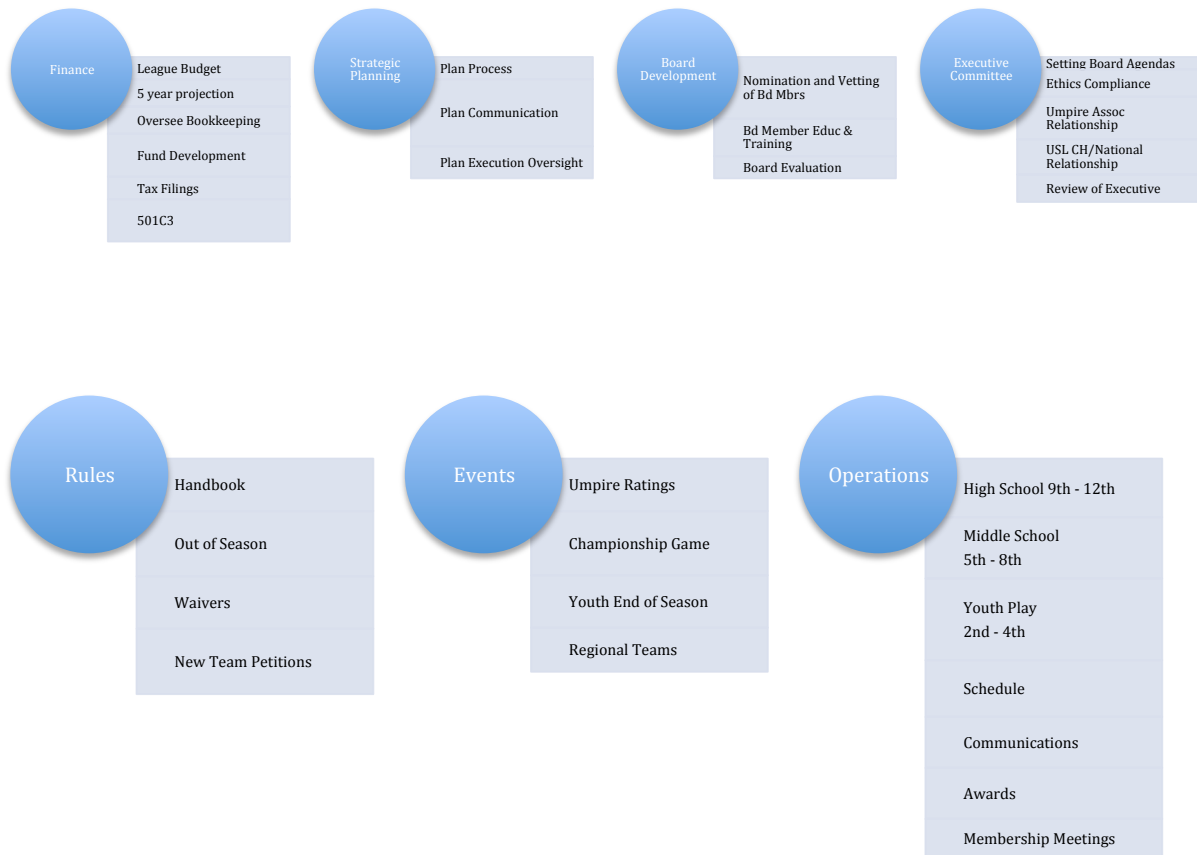 Finance
League Budget
5 year projection
Oversee Bookkeeping
Fund Development
Tax Filings
501C3
Strategic
Planning
Plan Process
Plan Communication
Plan Execution Oversight
Board
Development
Nomination and Vetting
of Bd Mbrs
Bd Member Educ &
Training
Board Evaluation
Executive
Committee
Setting Board Agendas
Ethics Compliance
Umpire Assoc
Relationship
USL CH/National
Relationship
Review of Executive
Rules
Handbook
Out of Season
Waivers
New Team Petitions
Events
Umpire Ratings
Championship Game
Youth End of Season
Regional Teams
Operations
High School 9th - 12th
Middle School
5th - 8th
Youth Play
2nd - 4th
Schedule
Communications
Awards
Membership Meetings